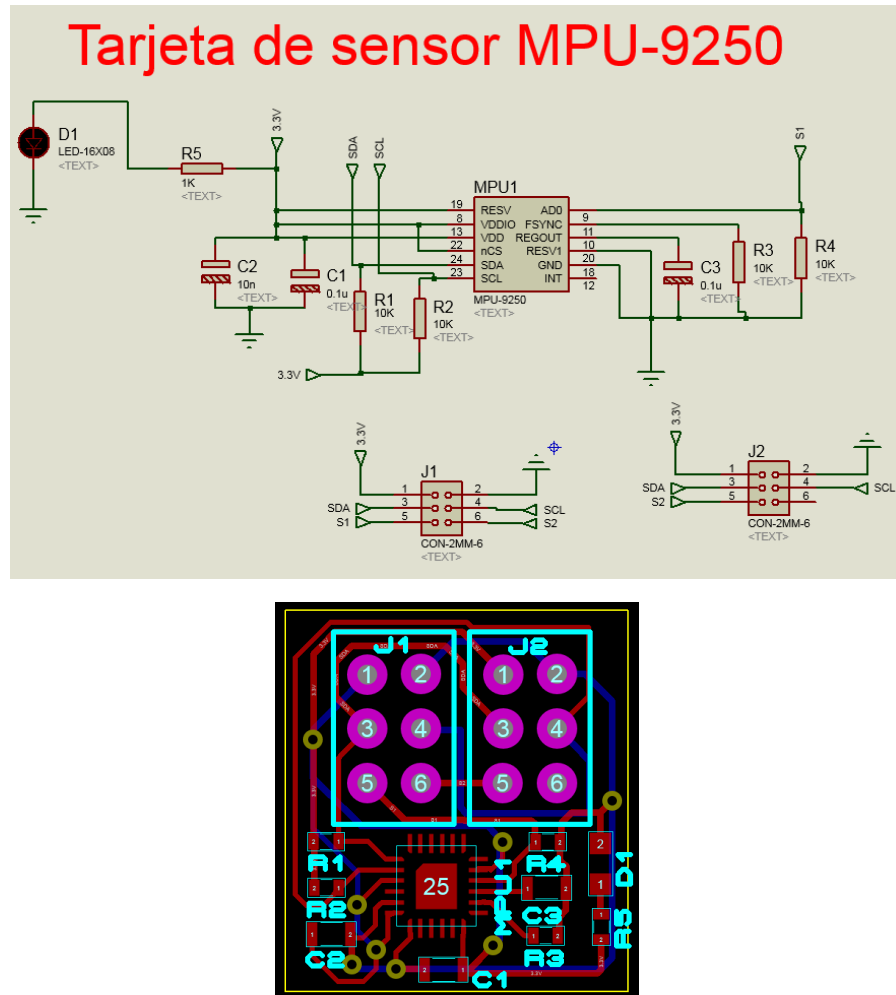 Tarjeta de sensor MPU-9250
D1
LED-16X08
<TEXT>
R5
1K
<TEXT>
3.3V
SDA
SCL
S1
MPU1
19 RESV AD0
8 VDDIO FSYNC 9
13 VDD REGOUT 11
22 nCS RESV1 10
24 SDA GND 20
23 SCL INT 18
12
MPU-9250
<TEXT>
C2
10n
<TEXT>
C1
0.1u
<TEXT>
R1
10K
<TEXT>
R2
10K
<TEXT>
3.3V
C3
0.1u
<TEXT>
R3
10K
<TEXT>
R4
10K
<TEXT>
3.3V
J1
1 2
SDA 3 4 SCL
S1 5 6 S2
CON-2MM-6
<TEXT>
3.3V
J2
1 2
SDA 3 4 SCL
S2 5 6
CON-2MM-6
<TEXT>
J1 J2
1 2 1 2
3 4 3 4
5 6 5 6
R1
R2
C2
25
MPU1
C1
R4
C3
R3
D1
2
1
R5
3.3V